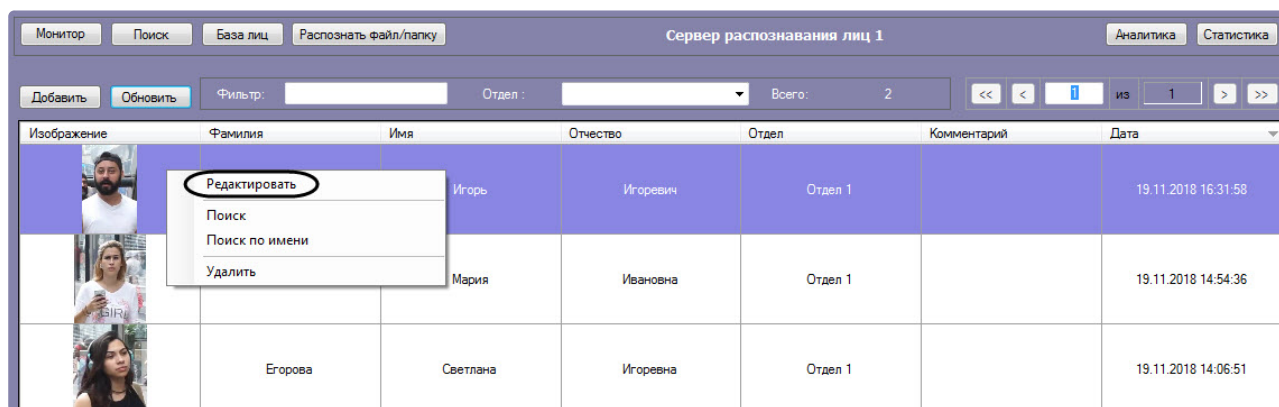 Монитор Поиск База лиц Распознать файл/папку Сервер распознавания лиц 1 Аналитика Статистика
Добавить Обновить Фильтр: Отдел : Всего: 2 << < 1 из 1 > >>
Изображение Фамилия Имя Отчество Отдел Комментарий Дата
Игорь Игоревич Отдел 1 19.11.2018 16:31:58
Редактировать
Поиск
Поиск по имени
Удалить
Мария Ивановна Отдел 1 19.11.2018 14:54:36
GIRL
Егорова Светлана Игоревна Отдел 1 19.11.2018 14:06:51